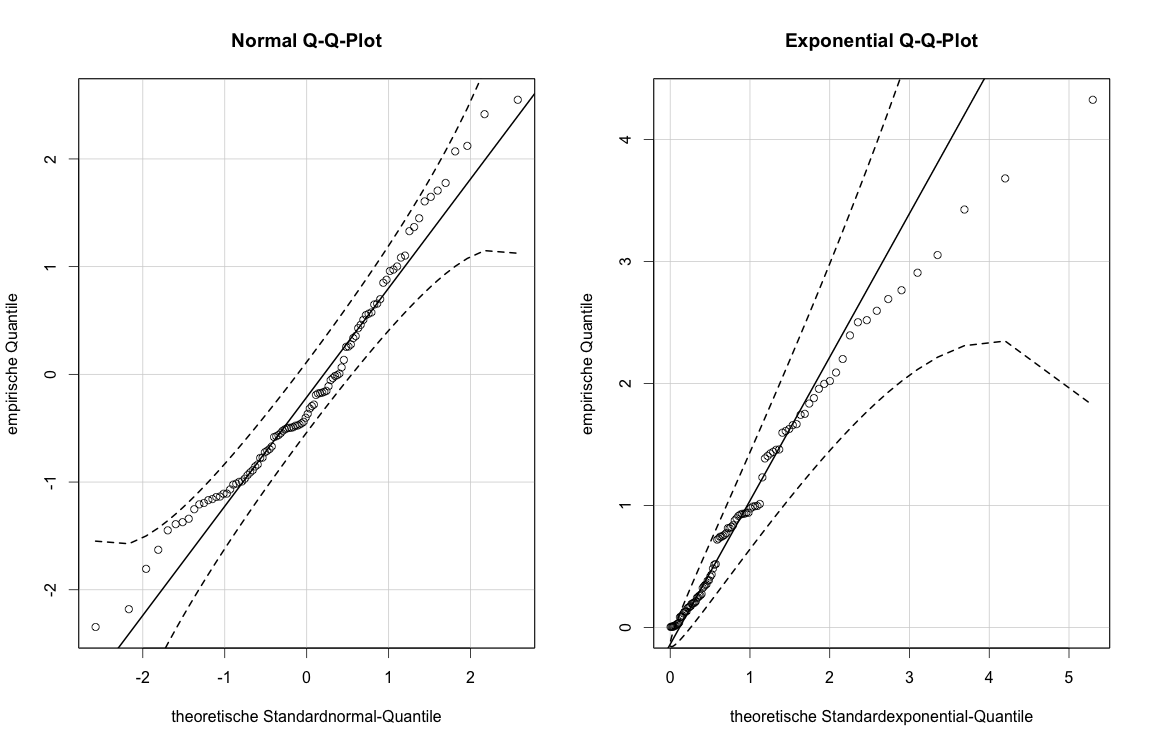 Normal Q-Q-Plot
empirische Quantile
2
1
0
-1
-2
-2 -1 0 1 2
theoretische Standardnormal-Quantile
Exponential Q-Q-Plot
empirische Quantile
4
3
2
1
0
0 1 2 3 4 5
theoretische Standardexponential-Quantile